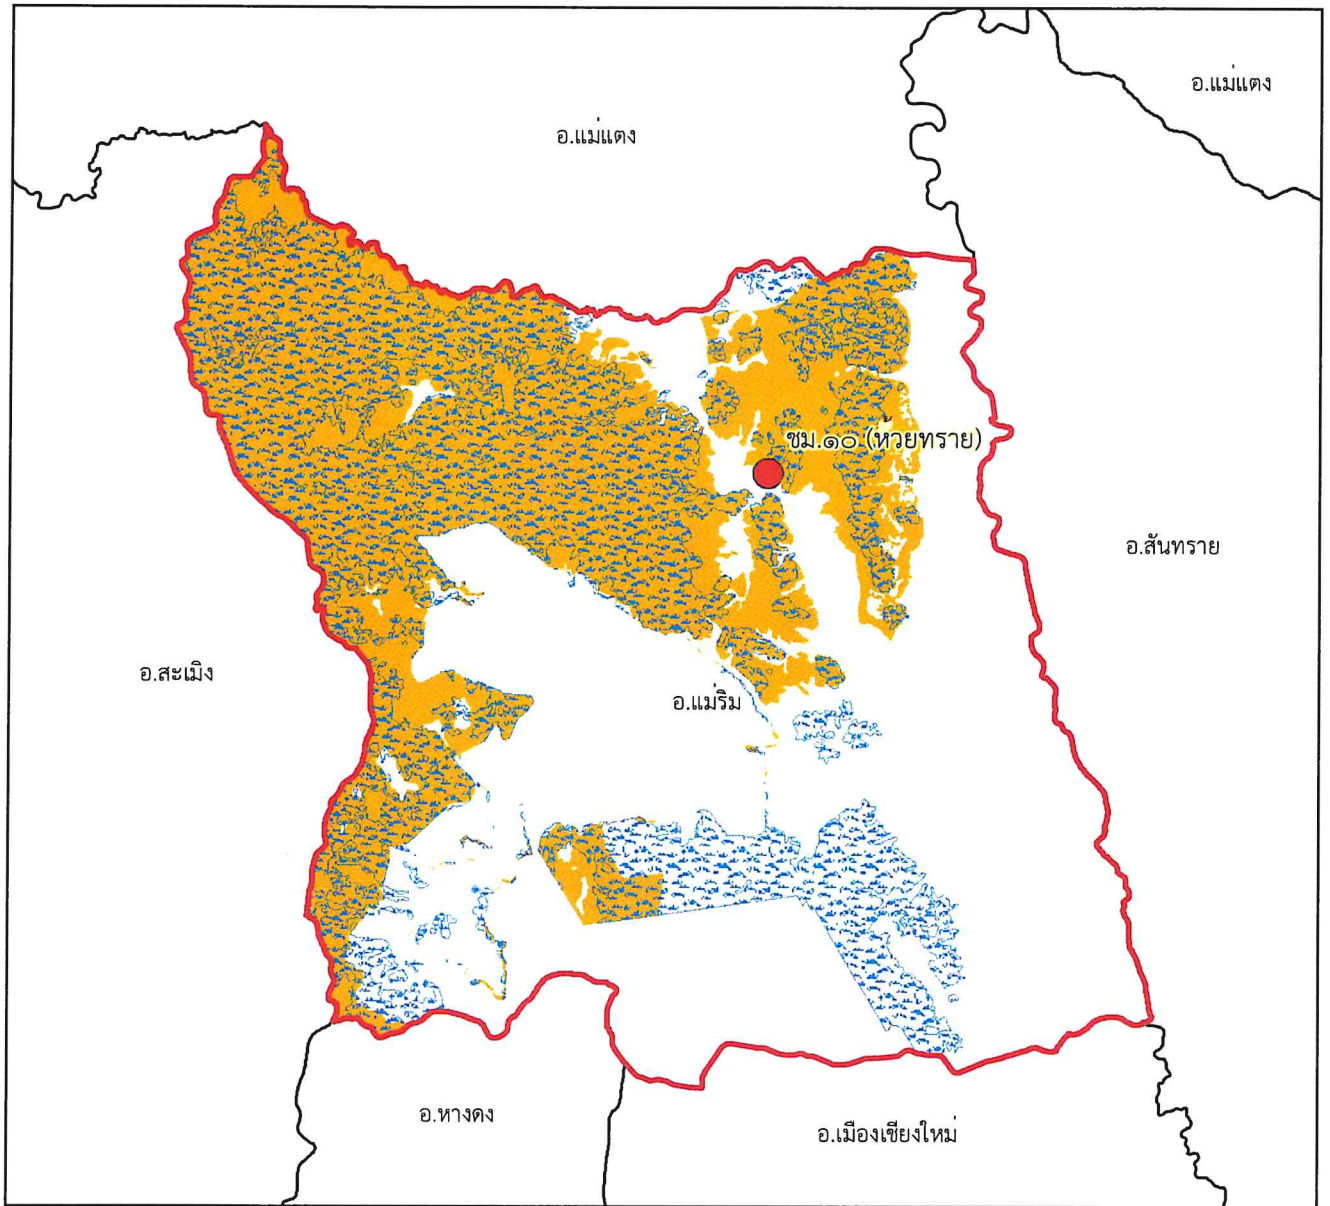 อ.แม่แตง
อ.แม่แตง
ชม.๑๐ (ห้วยทราย)
อ.สันทราย
อ.สะเมิง
อ.แม่ริม
อ.หางดง
อ.เมืองเชียงใหม่